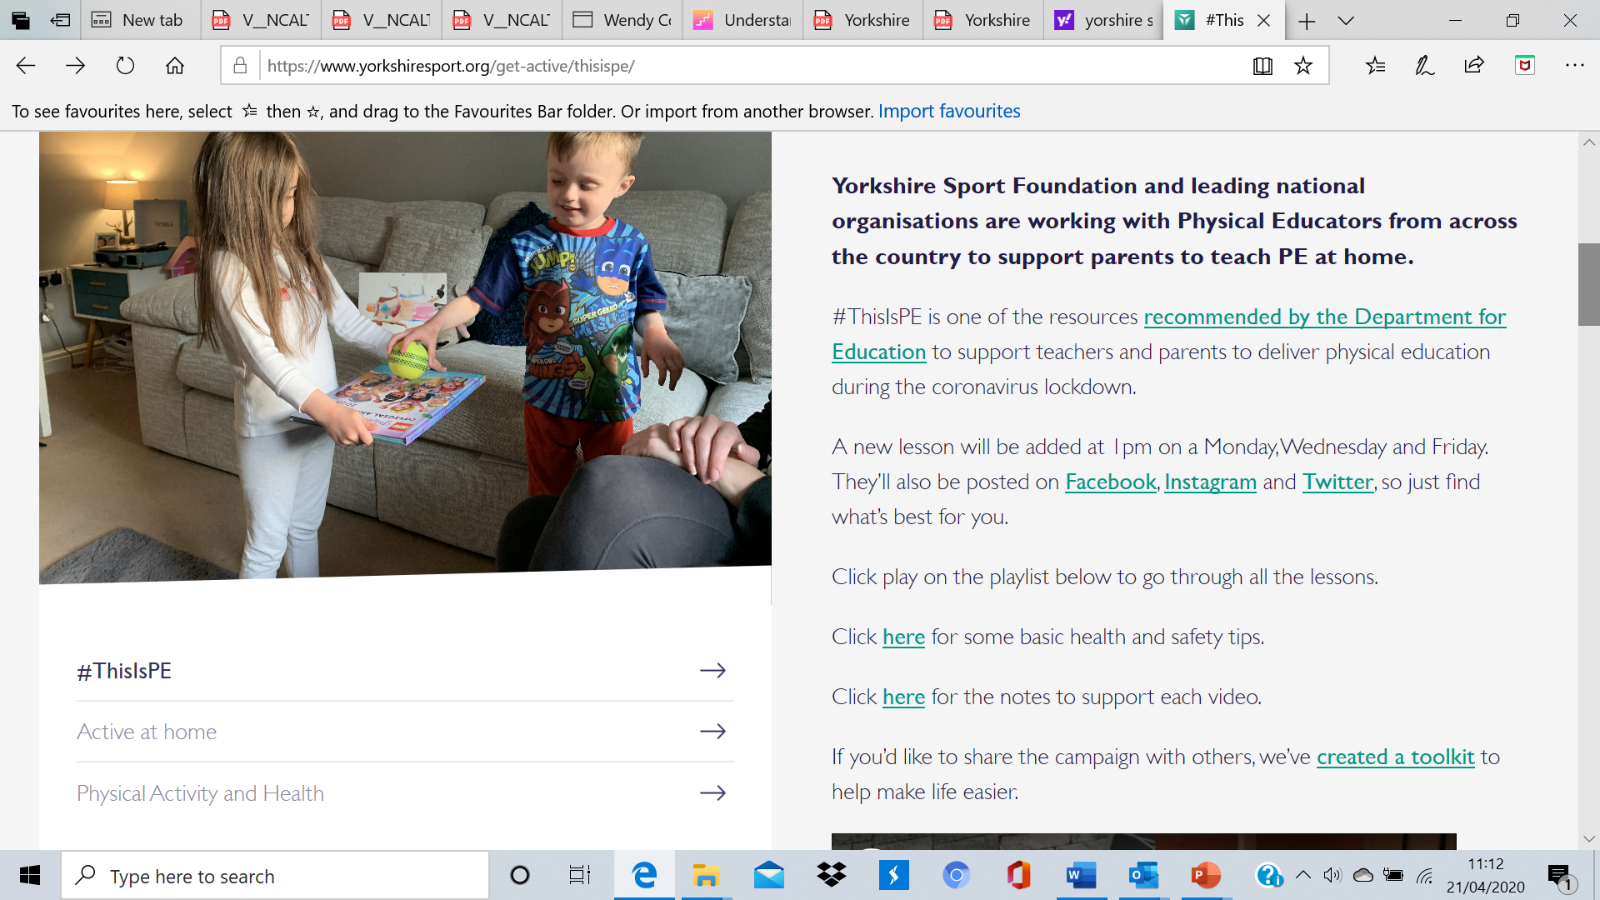 New tab
V__NCALT
V__NCALT
V__NCALT
Wendy Co
Understa
Yorkshire
Yorkshire
yorshire s
#This
https://www.yorkshiresport.org/get-active/thisispe/
To see favourites here, select then , and drag to the Favourites Bar folder. Or import from another browser. Import favourites
JUMP!
Yorkshire Sport Foundation and leading national
organisations are working with Physical Educators from across
the country to support parents to teach PE at home.
#ThisIsPE is one of the resources recommended by the Department for
Education to support teachers and parents to deliver physical education
during the coronavirus lockdown.
A new lesson will be added at 1pm on a Monday, Wednesday and Friday.
They'll also be posted on Facebook, Instagram and Twitter, so just find
what's best for you.
Click play on the playlist below to go through all the lessons.
Click here for some basic health and safety tips.
Click here for the notes to support each video.
If you'd like to share the campaign with others, we've created a toolkit to
help make life easier.
#ThisIsPE
Active at home
Physical Activity and Health
Type here to search
11:12
21/04/2020
1